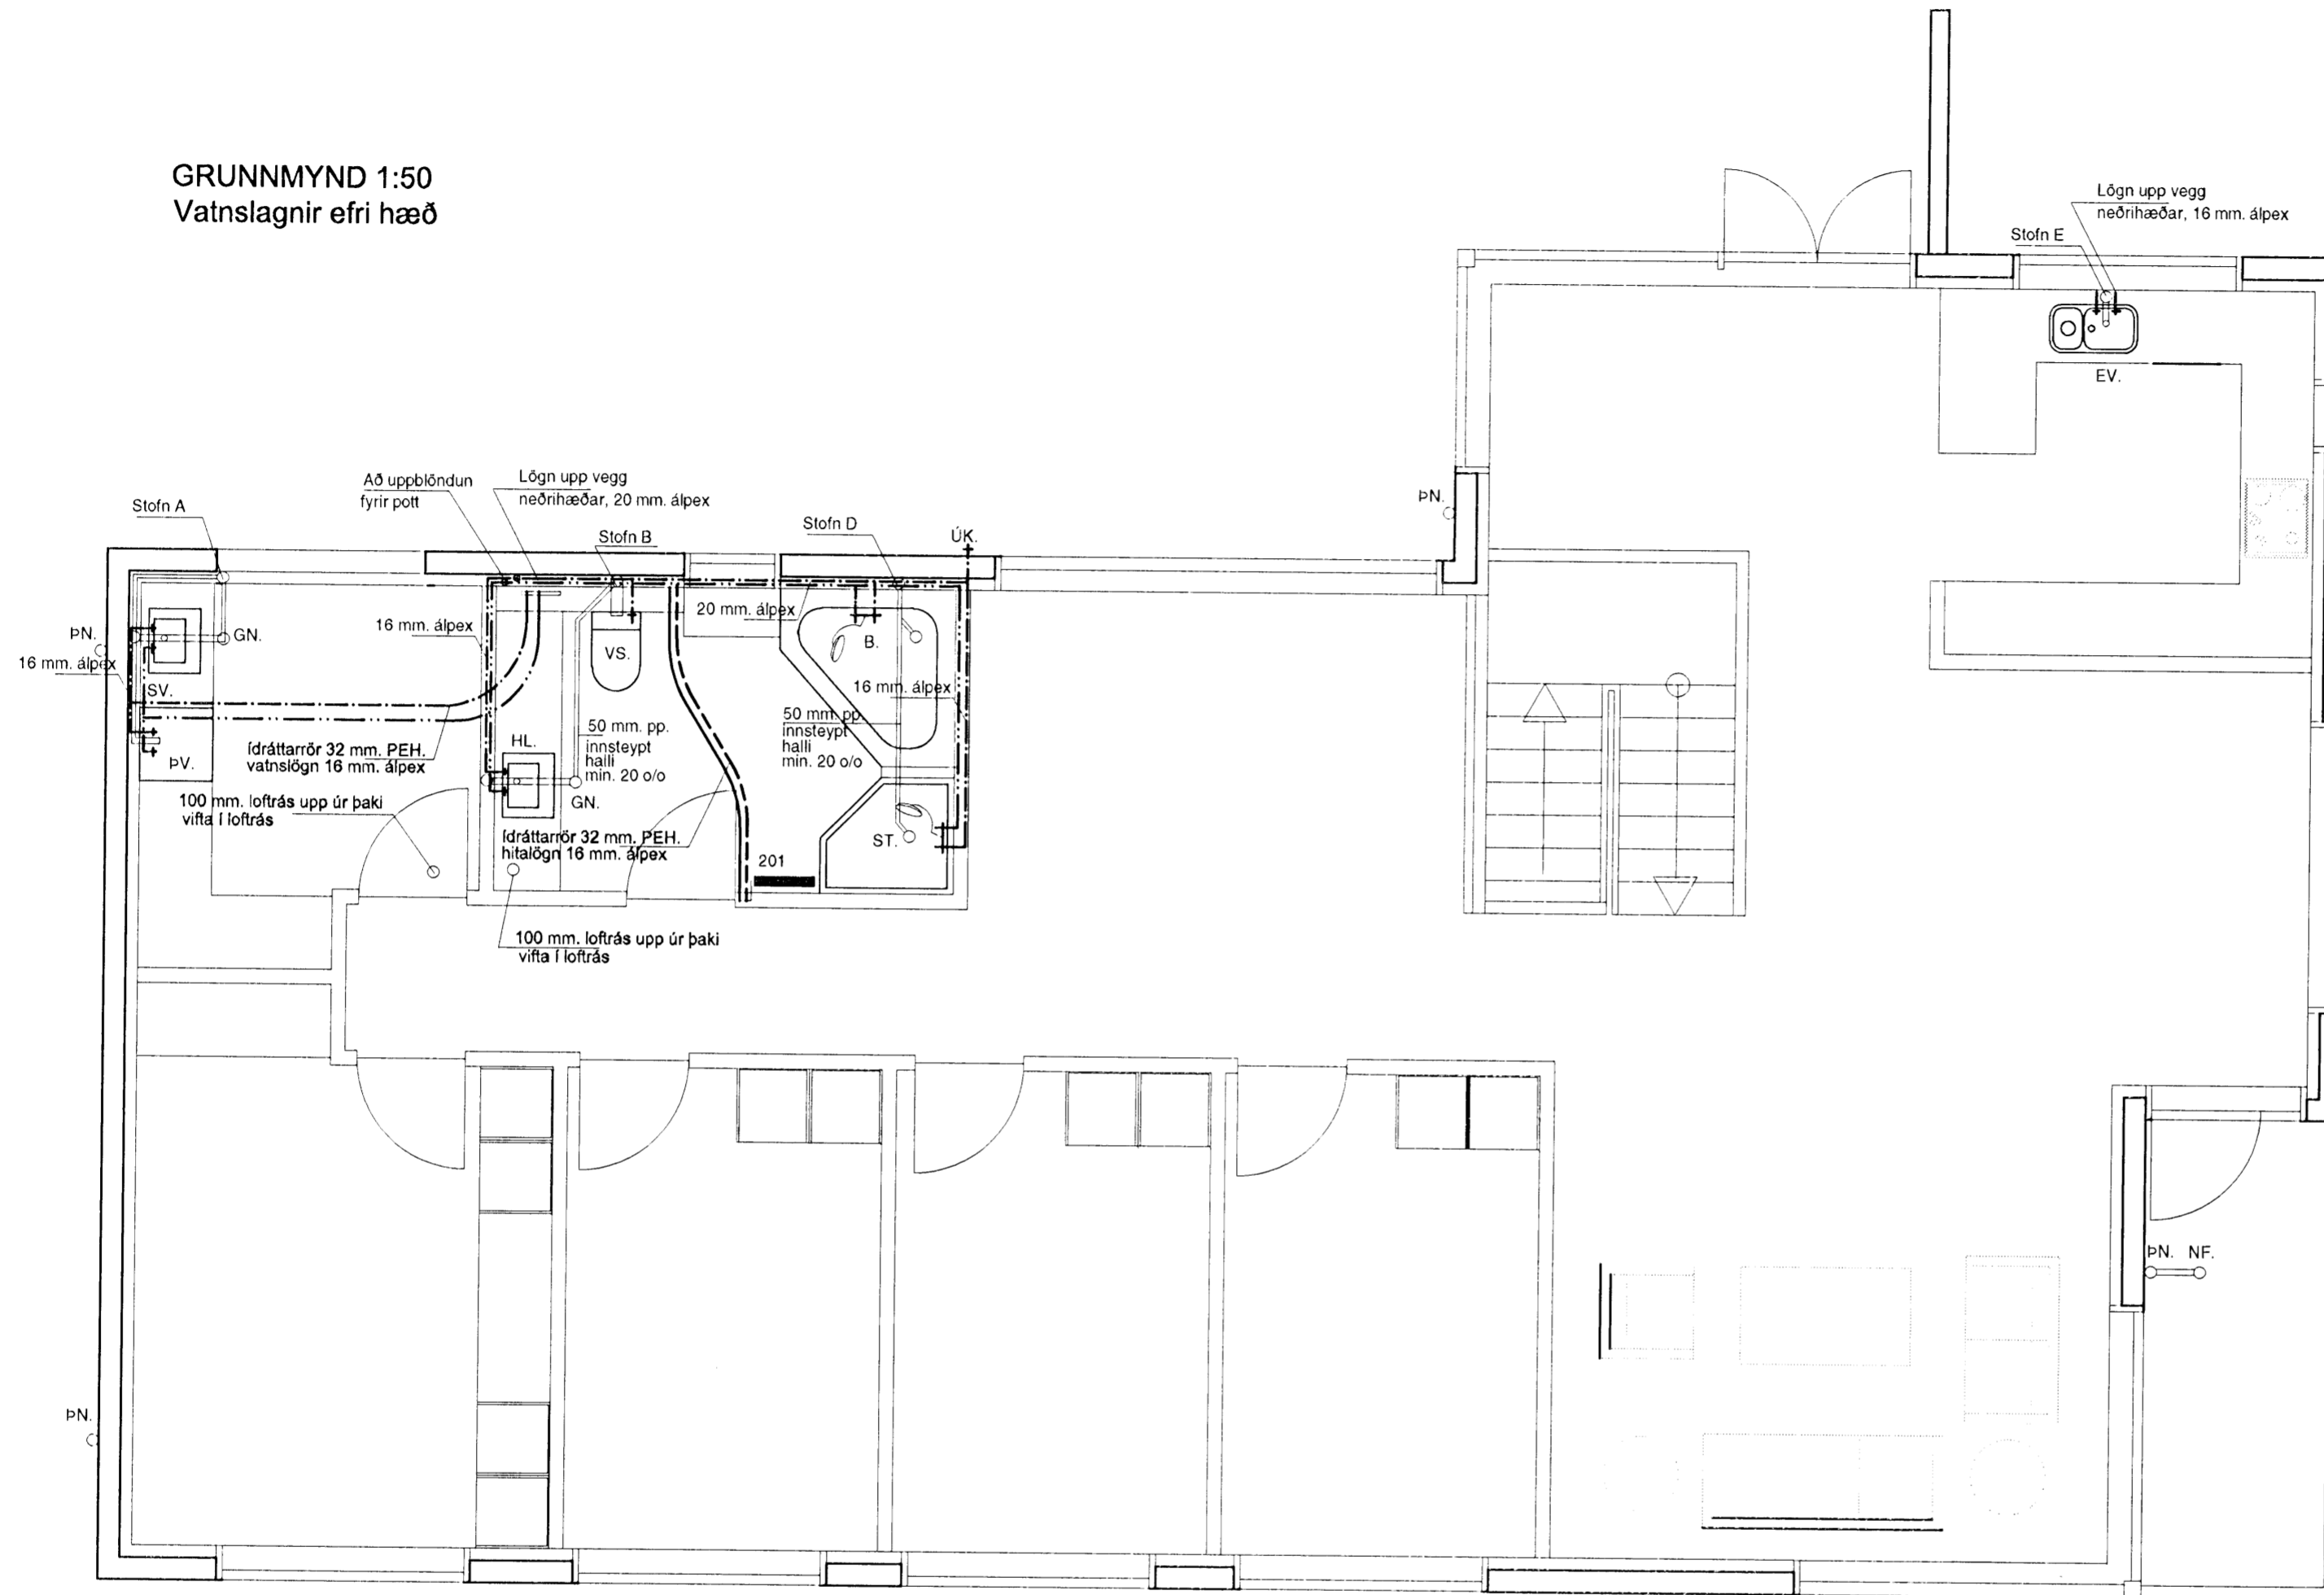 GRUNNMYND 1:50
Vatnslagnir efri hæð
Lögn upp vegg
neðrihæðar, 16 mm. álpex
Stofn E
EV.
Að uppblöndun
fyrir pott
Lögn upp vegg
neðrihæðar, 20 mm. álpex
Stofn A
Stofn B
Stofn D
ÚK.
ÞN.
ÞN.
16 mm. álpex
GN.
SV.
ÞV.
16 mm. álpex
VS.
20 mm. álpex
B.
16 mm. álpex
ídráttarrör 32 mm. PEH.
vatnslögn 16 mm. álpex
HL.
50 mm. pp.
innsteypt
halli
min. 20 o/o
50 mm. pp.
innsteypt
halli
min. 20 o/o
GN.
100 mm. loftrás upp úr þaki
vifta í loftrás
ídráttarrör 32 mm. PEH.
hitalögn 16 mm. álpex
201
ST.
100 mm. loftrás upp úr þaki
vifta í loftrás
ÞN. NF.
ÞN.